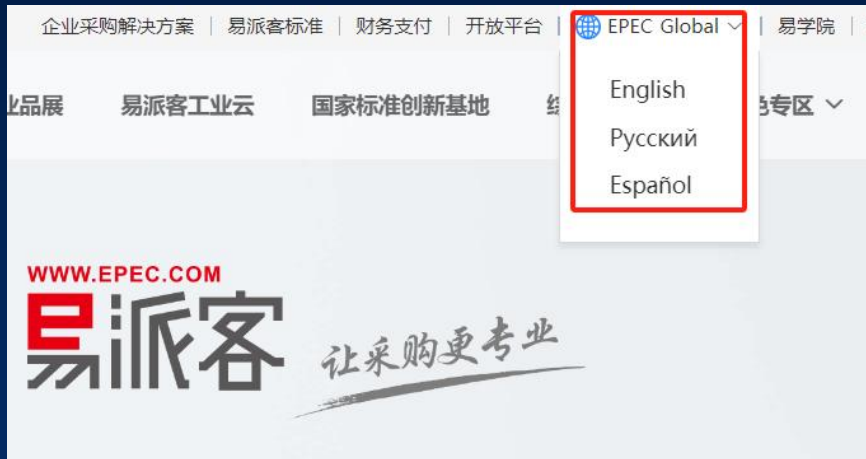 企业采购解决方案 | 易派客标准 | 财务支付 | 开放平台 | EPEC Global | 易学院 |
品展 易派客工业云 国家标准创新基地 专区
English
Русский
Español
WWW.EPEC.COM
易派客
让采购更专业